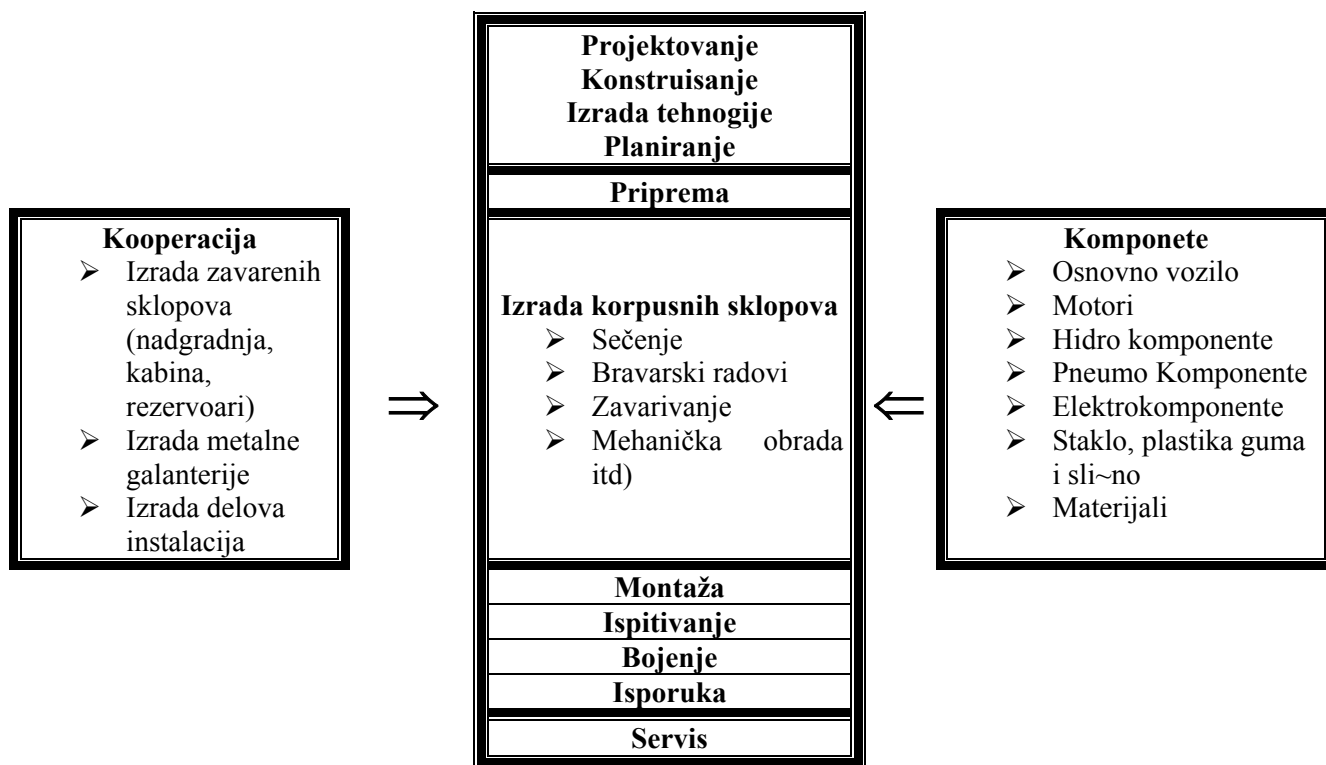 Projektovanje
Konstruisanje
Izrada tehnogije
Planiranje
Priprema
Kooperacija
➢ Izrada zavarenih
sklopova
(nadgradnja,
kabina,
rezervoari)
➢ Izrada metalne
galanterije
➢ Izrada delova
instalacija
⇒
Izrada korpusnih sklopova
➢ Sečenje
➢ Bravarski radovi
➢ Zavarivanje
➢ Mehanička obrada
itd)
⇐
Komponete
➢ Osnovno vozilo
➢ Motori
➢ Hidro komponente
➢ Pneumo Komponente
➢ Elektrokomponente
➢ Staklo, plastika guma
i sli~no
➢ Materijali
Montaža
Ispitivanje
Bojenje
Isporuka
Servis